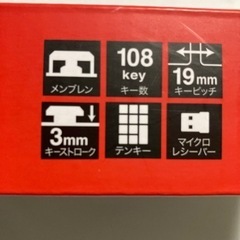 メンブレン
108
key
キー数
19mm
キーピッチ
3mm
キーストローク
テンキー
マイクロ
レシーバー